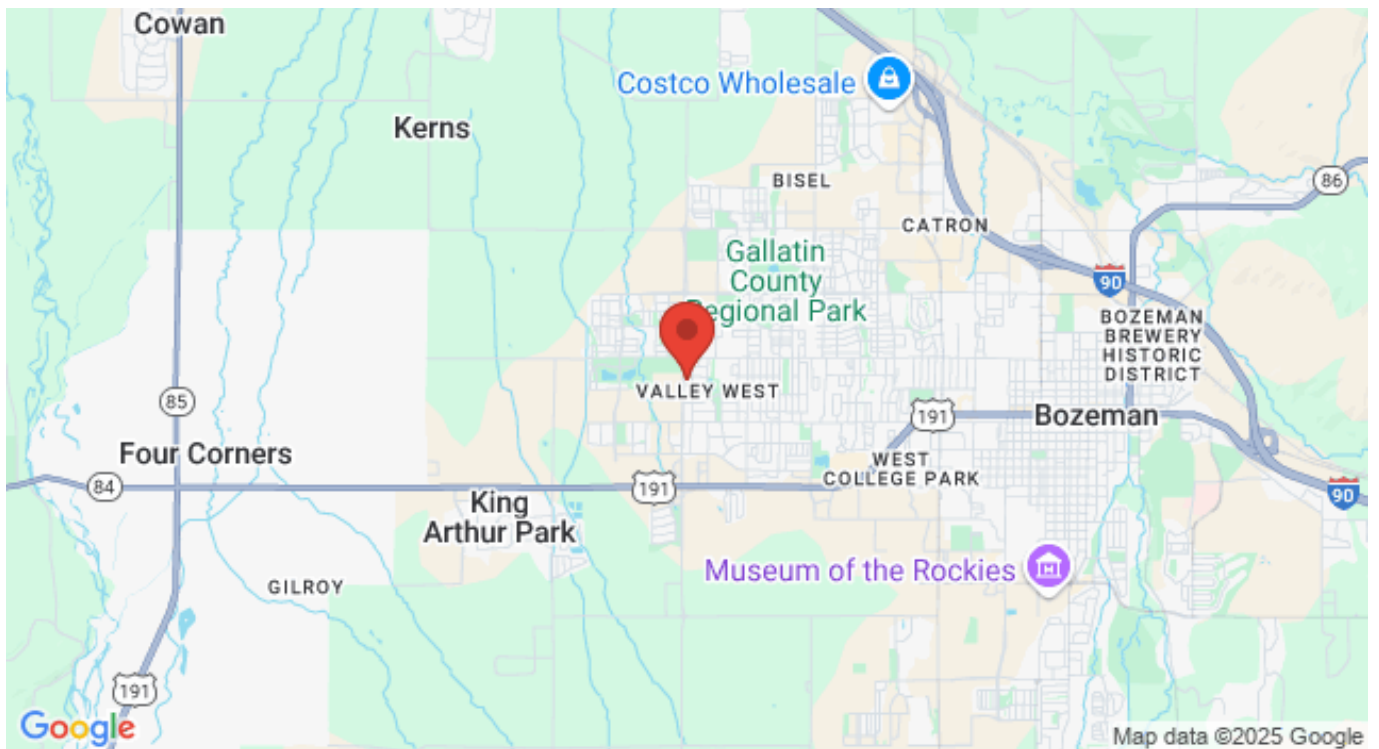 Cowan
Costco Wholesale
Kerns
BISEL
86
CATRON
Gallatin
County
Regional Park
90
BOZEMAN
BREWERY
HISTORIC
DISTRICT
VALLEY WEST
85
191
Bozeman
Four Corners
WEST
COLLEGE PARK
84
191
90
King
Arthur Park
Museum of the Rockies
GILROY
191
Google
Map data ©2025 Google